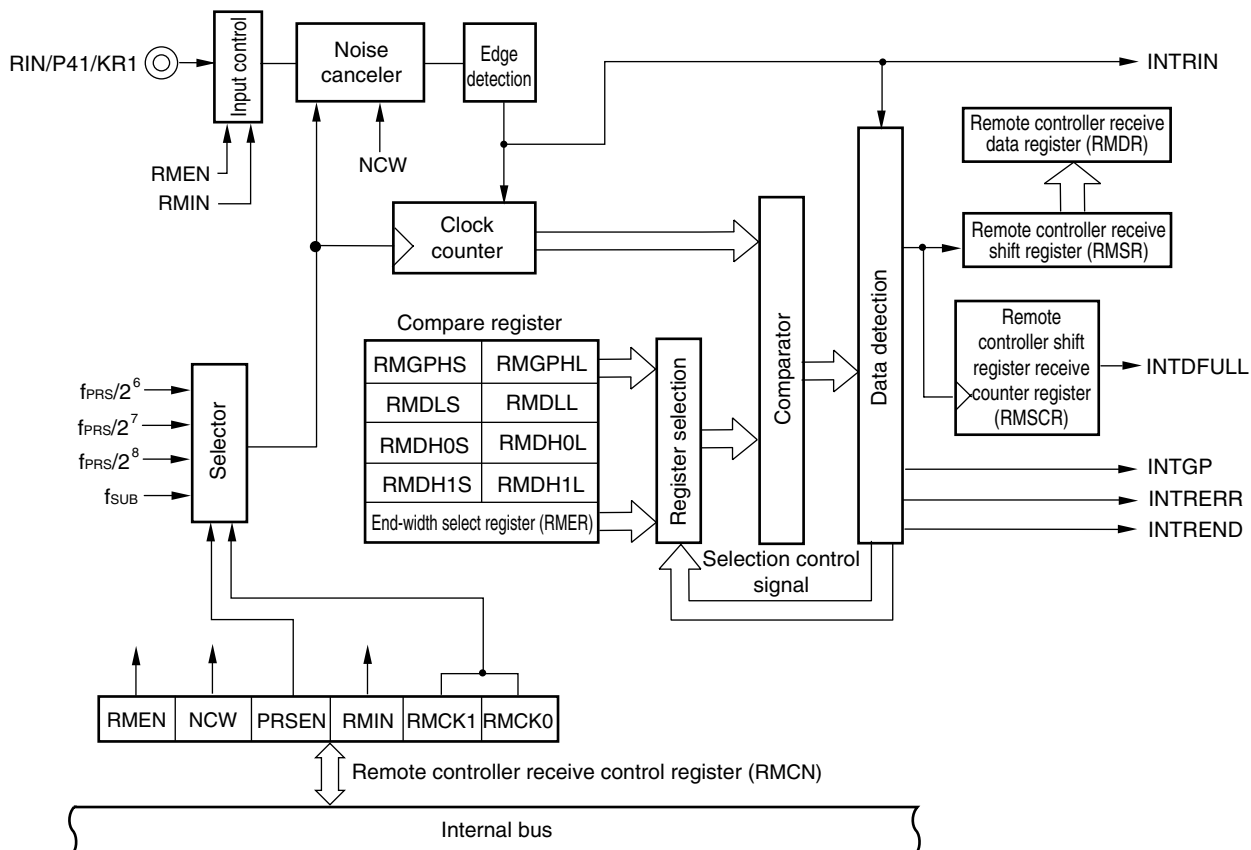 RIN/P41/KR1
Input control
Noise
canceler
Edge
detection
INTRIN
RMEN
RMIN
NCW
Remote controller receive
data register (RMDR)
Clock
counter
Remote controller receive
shift register (RMSR)
Compare register
RMGPHS RMGPHL
RMDLS RMDLL
RMDH0S RMDH0L
RMDH1S RMDH1L
End-width select register (RMER)
Register selection
Comparator
Data detection
Remote
controller shift
register receive
counter register
(RMSCR)
INTDFULL
INTGP
INTRERR
INTREND
Selection control
signal
fPRS/2^6
fPRS/2^7
fPRS/2^8
fSUB
Selector
RMEN NCW PRSEN RMIN RMCK1 RMCK0
Remote controller receive control register (RMCN)
Internal bus